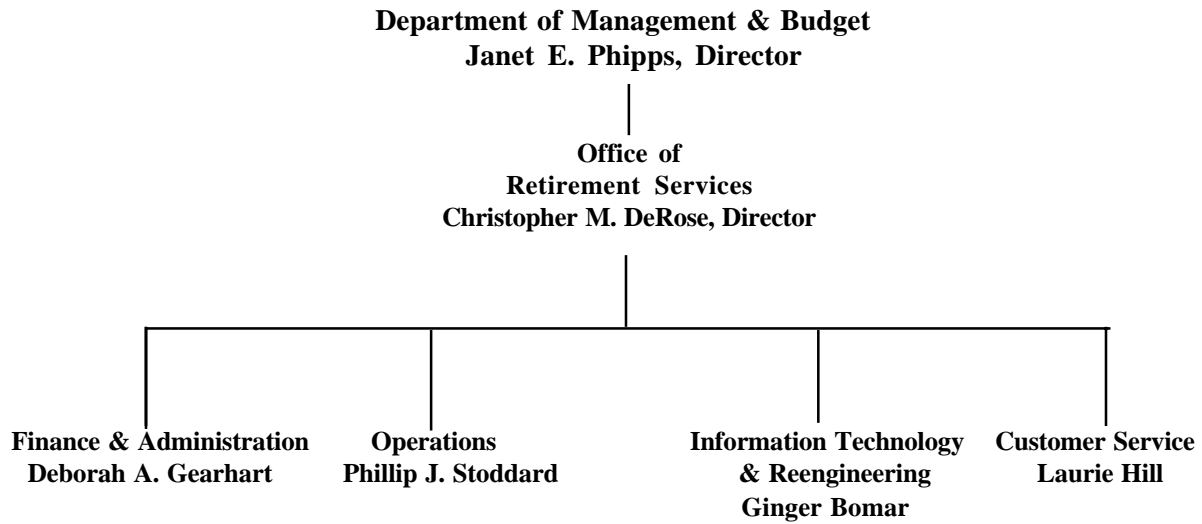 Department of Management & Budget
Janet E. Phipps, Director
Office of
Retirement Services
Christopher M. DeRose, Director
Finance & Administration
Deborah A. Gearhart
Operations
Phillip J. Stoddard
Information Technology
& Reengineering
Ginger Bomar
Customer Service
Laurie Hill